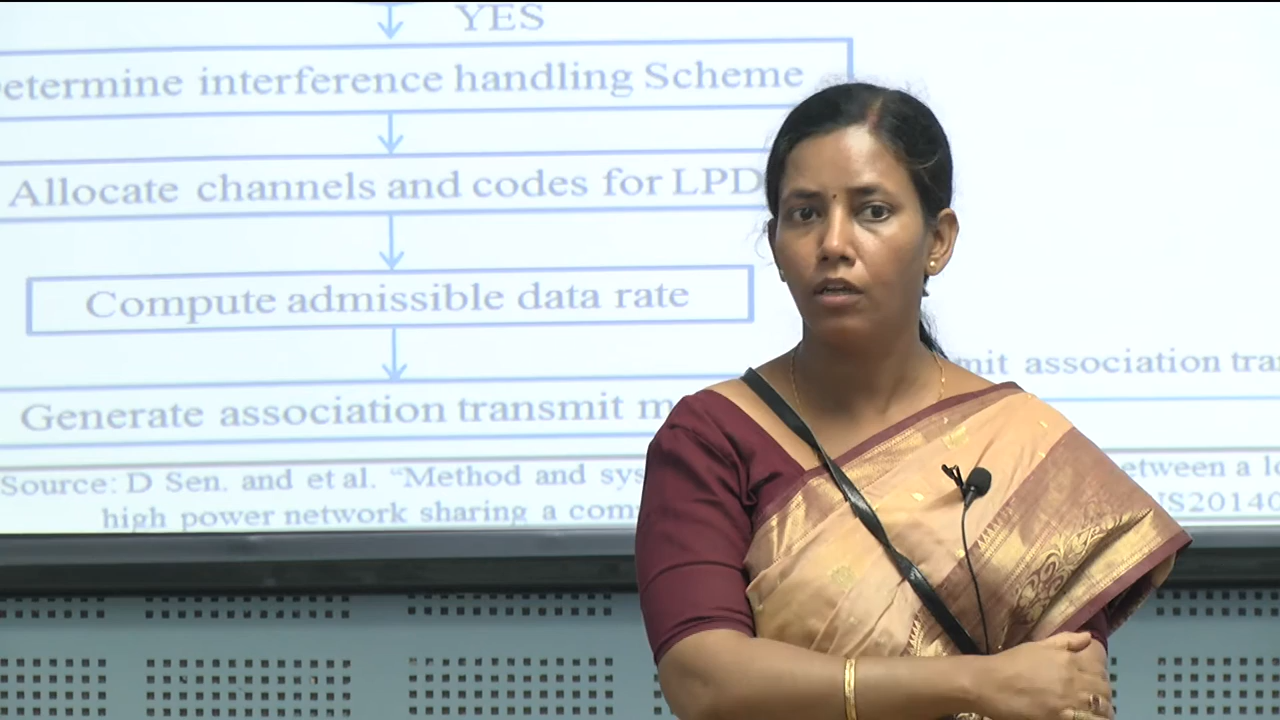 YES
etermine interference handling Scheme
Allocate channels and codes for LPD
Compute admissible data rate
mit association tra
Generate association transmit m
Source: D Sen. and et al. "Method and sys etween a lo
high power network sharing a com S20140